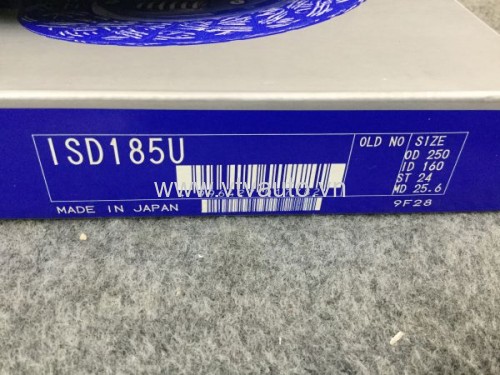 ISD185U
OLD NO
SIZE
OD 250
ID 160
ST 24
MD 25.6
www.vtvauto.vn
MADE IN JAPAN
9F28